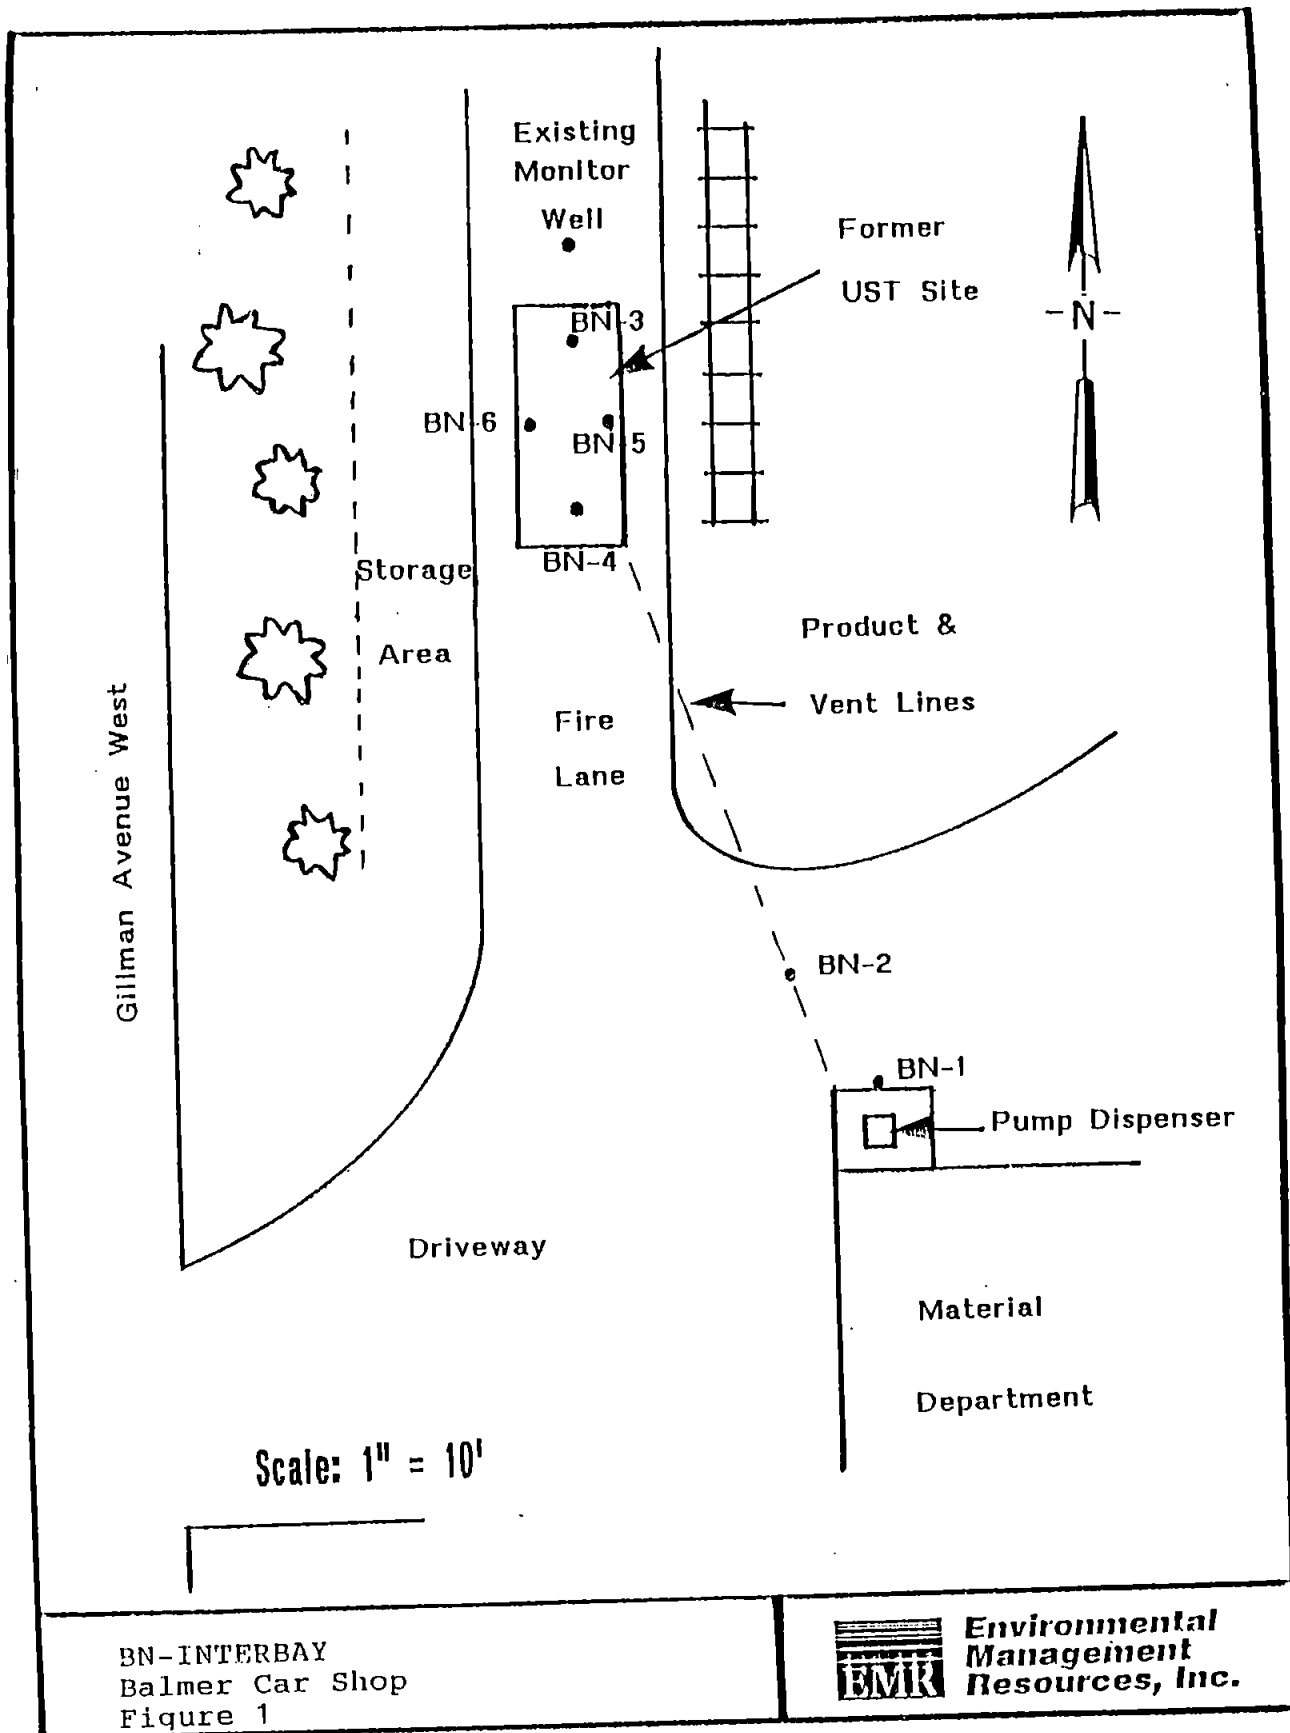 Existing
Monitor
Well
Former
UST Site
-N-
BN-3
BN-6
BN-5
BN-4
Storage
Area
Product &
Vent Lines
Fire
Lane
Gillman Avenue West
BN-2
BN-1
Pump Dispenser
Driveway
Material
Department
Scale: 1" = 10'
BN-INTERBAY
Balmer Car Shop
Figure 1
EMR
Environmental
Management
Resources, Inc.